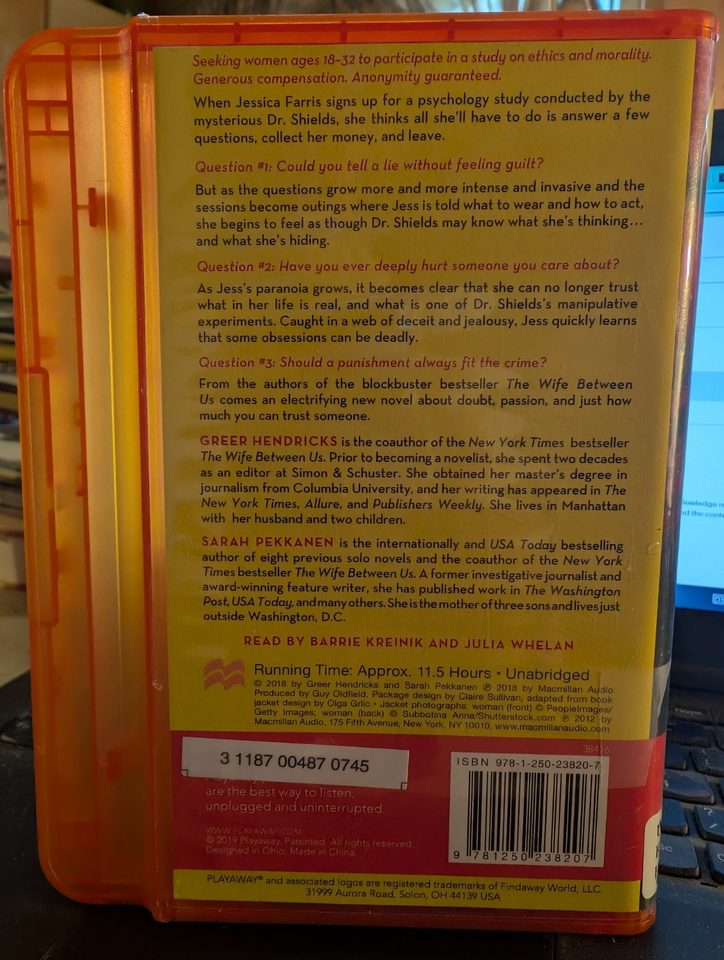 Seeking women ages 18–32 to participate in a study on ethics and morality.
Generous compensation. Anonymity guaranteed.
When Jessica Farris signs up for a psychology study conducted by the
mysterious Dr. Shields, she thinks all she'll have to do is answer a few
questions, collect her money, and leave.
Question #1: Could you tell a lie without feeling guilt?
But as the questions grow more and more intense and invasive and the
sessions become outings where Jess is told what to wear and how to act,
she begins to feel as though Dr. Shields may know what she's thinking...
and what she's hiding.
Question #2: Have you ever deeply hurt someone you care about?
As Jess's paranoia grows, it becomes clear that she can no longer trust
what in her life is real, and what is one of Dr. Shields's manipulative
experiments. Caught in a web of deceit and jealousy, Jess quickly learns
that some obsessions can be deadly.
Question #3: Should a punishment always fit the crime?
From the authors of the blockbuster bestseller The Wife Between
Us comes an electrifying new novel about doubt, passion, and just how
much you can trust someone.
GREER HENDRICKS is the coauthor of the New York Times bestseller
The Wife Between Us. Prior to becoming a novelist, she spent two decades
as an editor at Simon & Schuster. She obtained her master's degree in
journalism from Columbia University, and her writing has appeared in The
New York Times, Allure, and Publishers Weekly. She lives in Manhattan
with her husband and two children.
SARAH PEKKANEN is the internationally and USA Today bestselling
author of eight previous solo novels and the coauthor of the New York
Times bestseller The Wife Between Us. A former investigative journalist and
award-winning feature writer, she has published work in The Washington
Post, USA Today, and many others. She is the mother of three sons and lives just
outside Washington, D.C.
READ BY BARRIE KREINIK AND JULIA WHELAN
Running Time: Approx. 11.5 Hours • Unabridged
© 2018 by Greer Hendricks and Sarah Pekkanen ℗ 2018 by Macmillan Audio
Produced by Guy Oldfield. Package design by Claire Sullivan, adapted from book
jacket design by Olga Grlic • Jacket photographs: woman (front) © PeopleImages/
Getty Images; woman (back) © Subbotina Anna/Shutterstock.com ℗ 2012 by
Macmillan Audio, 175 Fifth Avenue, New York, NY 10010. www.macmillanaudio.com
3 1187 00487 0745
are the best way to listen,
unplugged and uninterrupted.
WWW.PLAYAWAY.COM
© 2019 Playaway. Patented. All rights reserved
Designed in Ohio. Made in China.
ISBN 978-1-250-23820-7
9 781250 238207
PLAYAWAY® and associated logos are registered trademarks of Findaway World, LLC.
31999 Aurora Road, Solon, OH 44139 USA